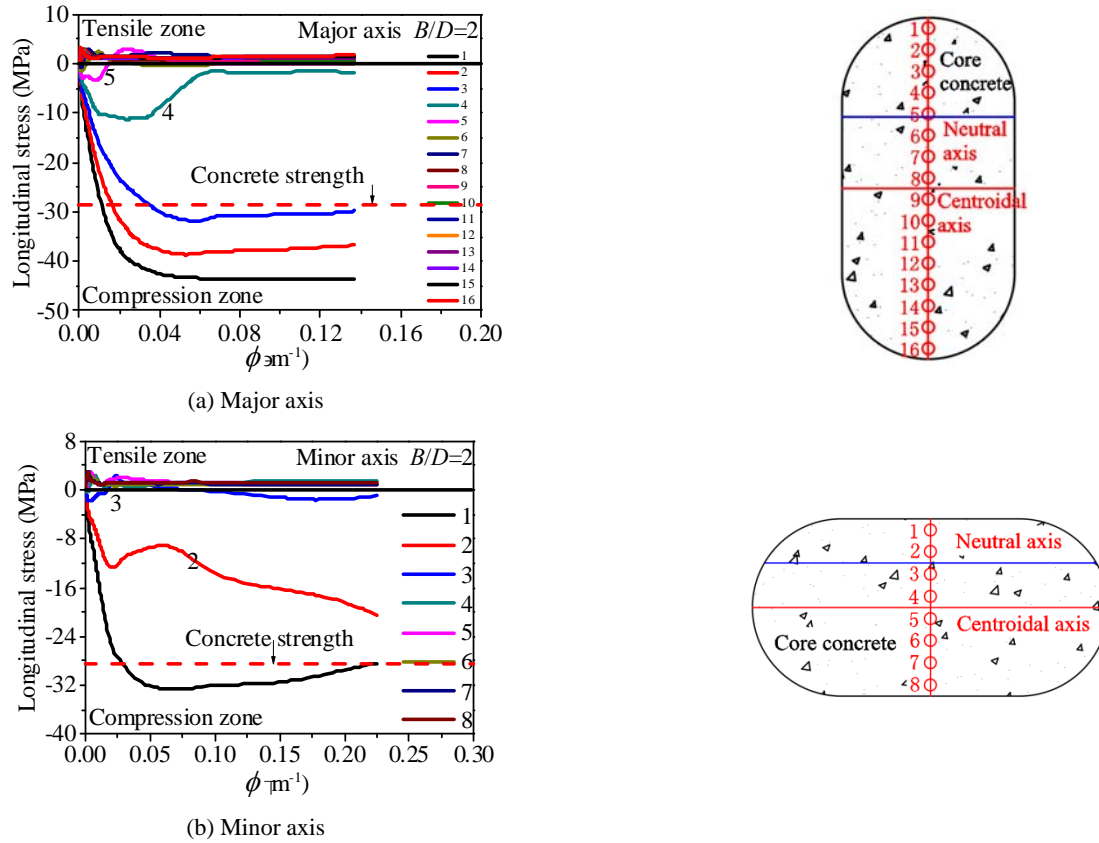 10
0
-10
-20
-30
-40
-50
Longitudinal stress (MPa)
Tensile zone
Major axis B/D=2
5
4
Concrete strength
Compression zone
1
2
3
4
5
6
7
8
9
10
11
12
13
14
15
16
0.00 0.04 0.08 0.12 0.16 0.20
ϕ э m⁻¹)
(a) Major axis
1
2
3
4
5
6
7
8
9
10
11
12
13
14
15
16
Core
concrete
Neutral
axis
Centroidal
axis
8
0
-8
-16
-24
-32
-40
Longitudinal stress (MPa)
Tensile zone
Minor axis B/D=2
3
2
Concrete strength
Compression zone
1
2
3
4
5
6
7
8
0.00 0.05 0.10 0.15 0.20 0.25 0.30
ϕ m⁻¹)
(b) Minor axis
1
2
3
4
5
6
7
8
Neutral axis
Centroidal axis
Core concrete